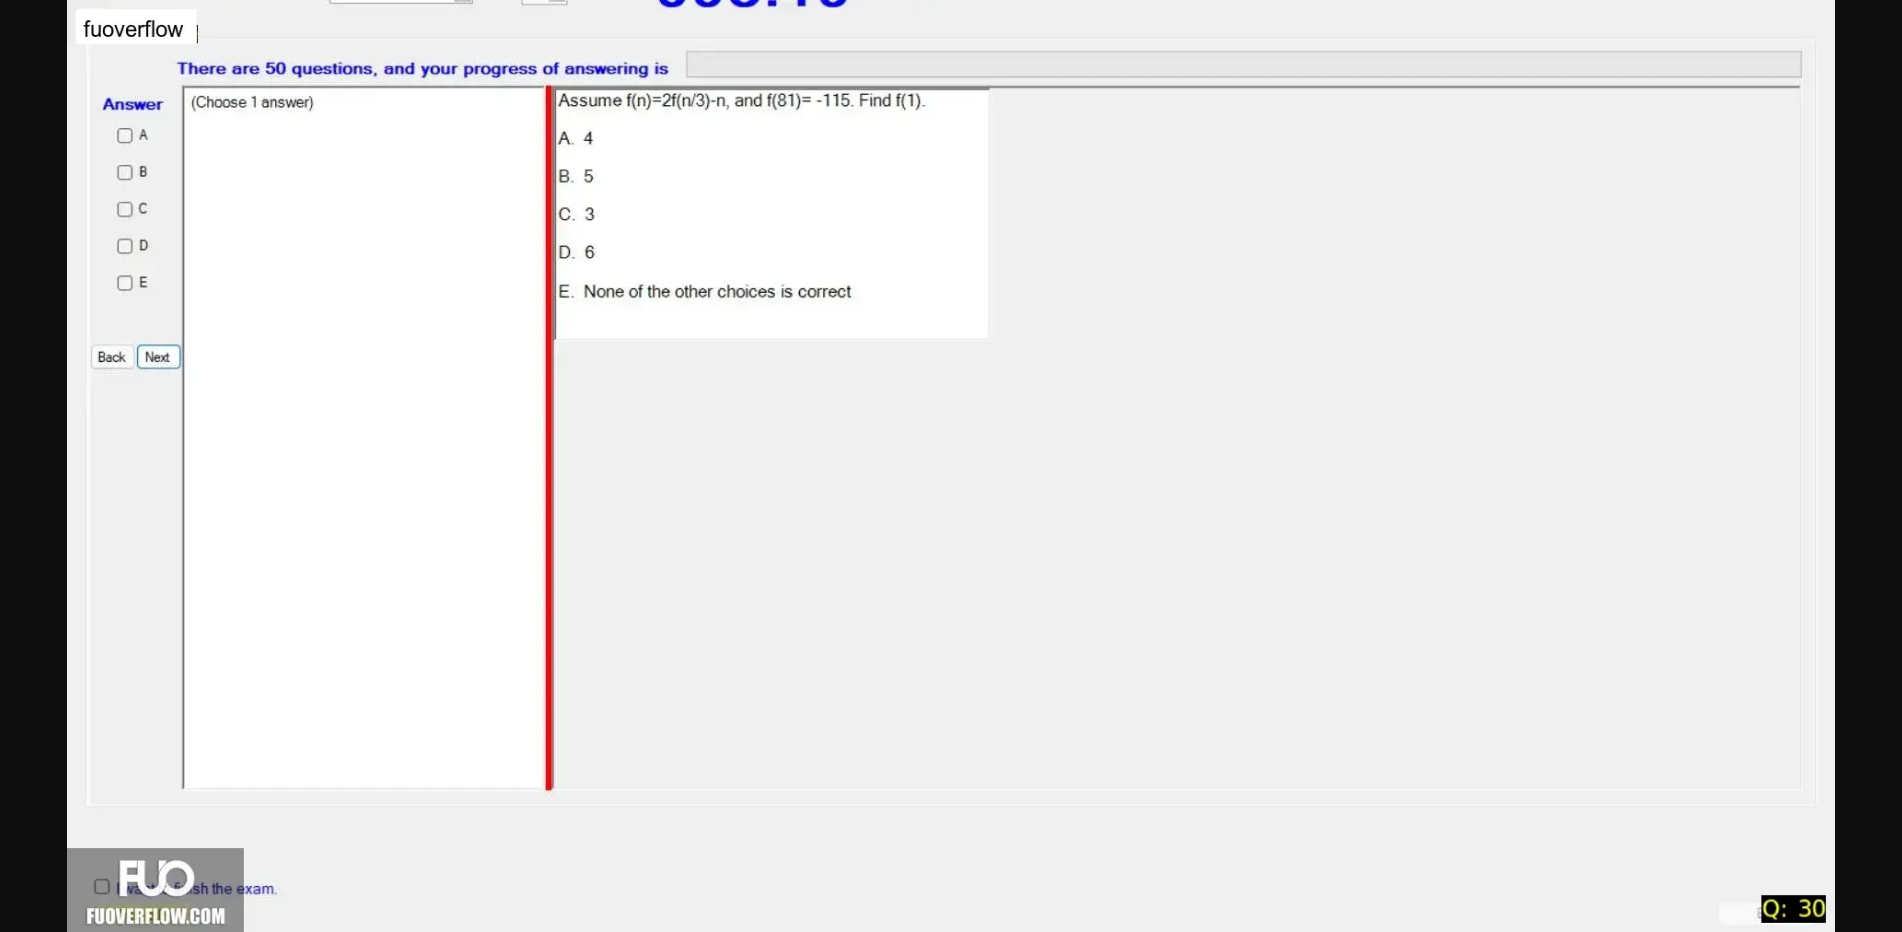 fuoverflow
There are 50 questions, and your progress of answering is
Answer
(Choose 1 answer)
A
B
C
D
E
Back Next
Assume f(n)=2f(n/3)-n, and f(81)= -115. Find f(1).
A. 4
B. 5
C. 3
D. 6
E. None of the other choices is correct
FUO
sh the exam.
FUOVERFLOW.COM
Q: 30